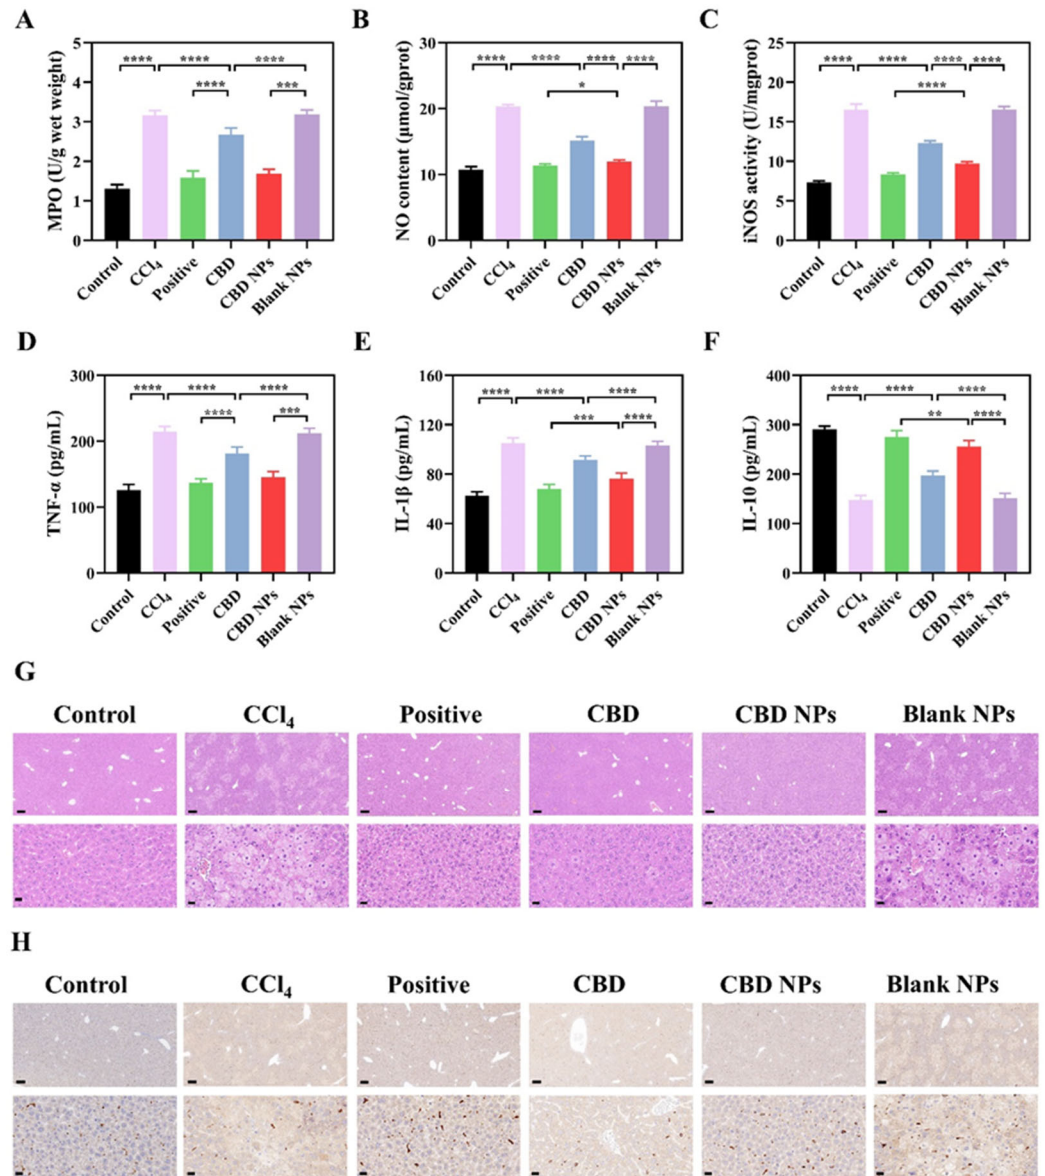 A
MPO (U/g wet weight)
5
4
3
2
1
0
**** **** ****
**** ***
Control
CCl₄
Positive
CBD
CBD NPs
Blank NPs
B
NO content (μmol/gprot)
30
20
10
0
**** **** **** ****
*
Control
CCl₄
Positive
CBD
CBD NPs
Balnk NPs
C
iNOS activity (U/mgprot)
25
20
15
10
5
0
**** **** **** ****
****
Control
CCl₄
Positive
CBD
CBD NPs
Blank NPs
D
TNF-α (pg/mL)
300
200
100
0
**** **** ****
**** ***
Control
CCl₄
Positive
CBD
CBD NPs
Blank NPs
E
IL-1β (pg/mL)
160
120
80
40
0
**** **** ****
*** ****
Control
CCl₄
Positive
CBD
CBD NPs
Blank NPs
F
IL-10 (pg/mL)
400
300
200
100
0
**** **** ****
** ****
Control
CCl₄
Positive
CBD
CBD NPs
Blank NPs
G
Control CCl₄ Positive CBD CBD NPs Blank NPs
H
Control CCl₄ Positive CBD CBD NPs Blank NPs